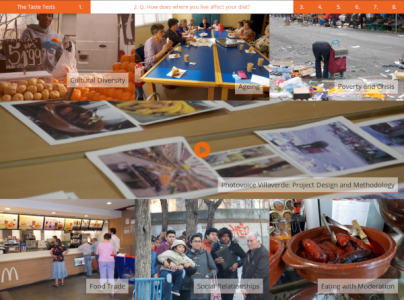 The Taste Tests
1.
2. Q. How does where you live affect your diet?
3.
4.
5.
6.
7.
8.
Cultural Diversity
Ageing
Poverty and Crisis
Photovoice Villaverde: Project Design and Methodology
Food Trade
Social Relationships
Eating with Moderation